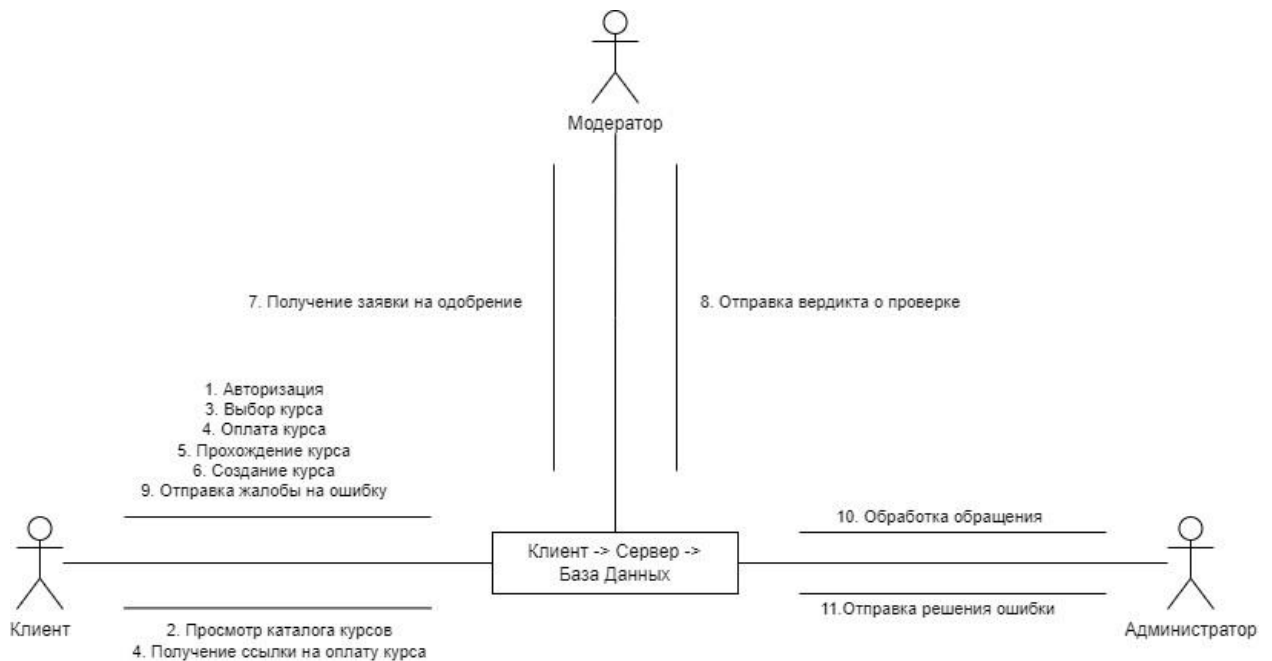 Модератор
7. Получение заявки на одобрение
8. Отправка вердикта о проверке
1. Авторизация
3. Выбор курса
4. Оплата курса
5. Прохождение курса
6. Создание курса
9. Отправка жалобы на ошибку
10. Обработка обращения
Клиент -> Сервер ->
База Данных
11.Отправка решения ошибки
Клиент
2. Просмотр каталога курсов
4. Получение ссылки на оплату курса
Администратор